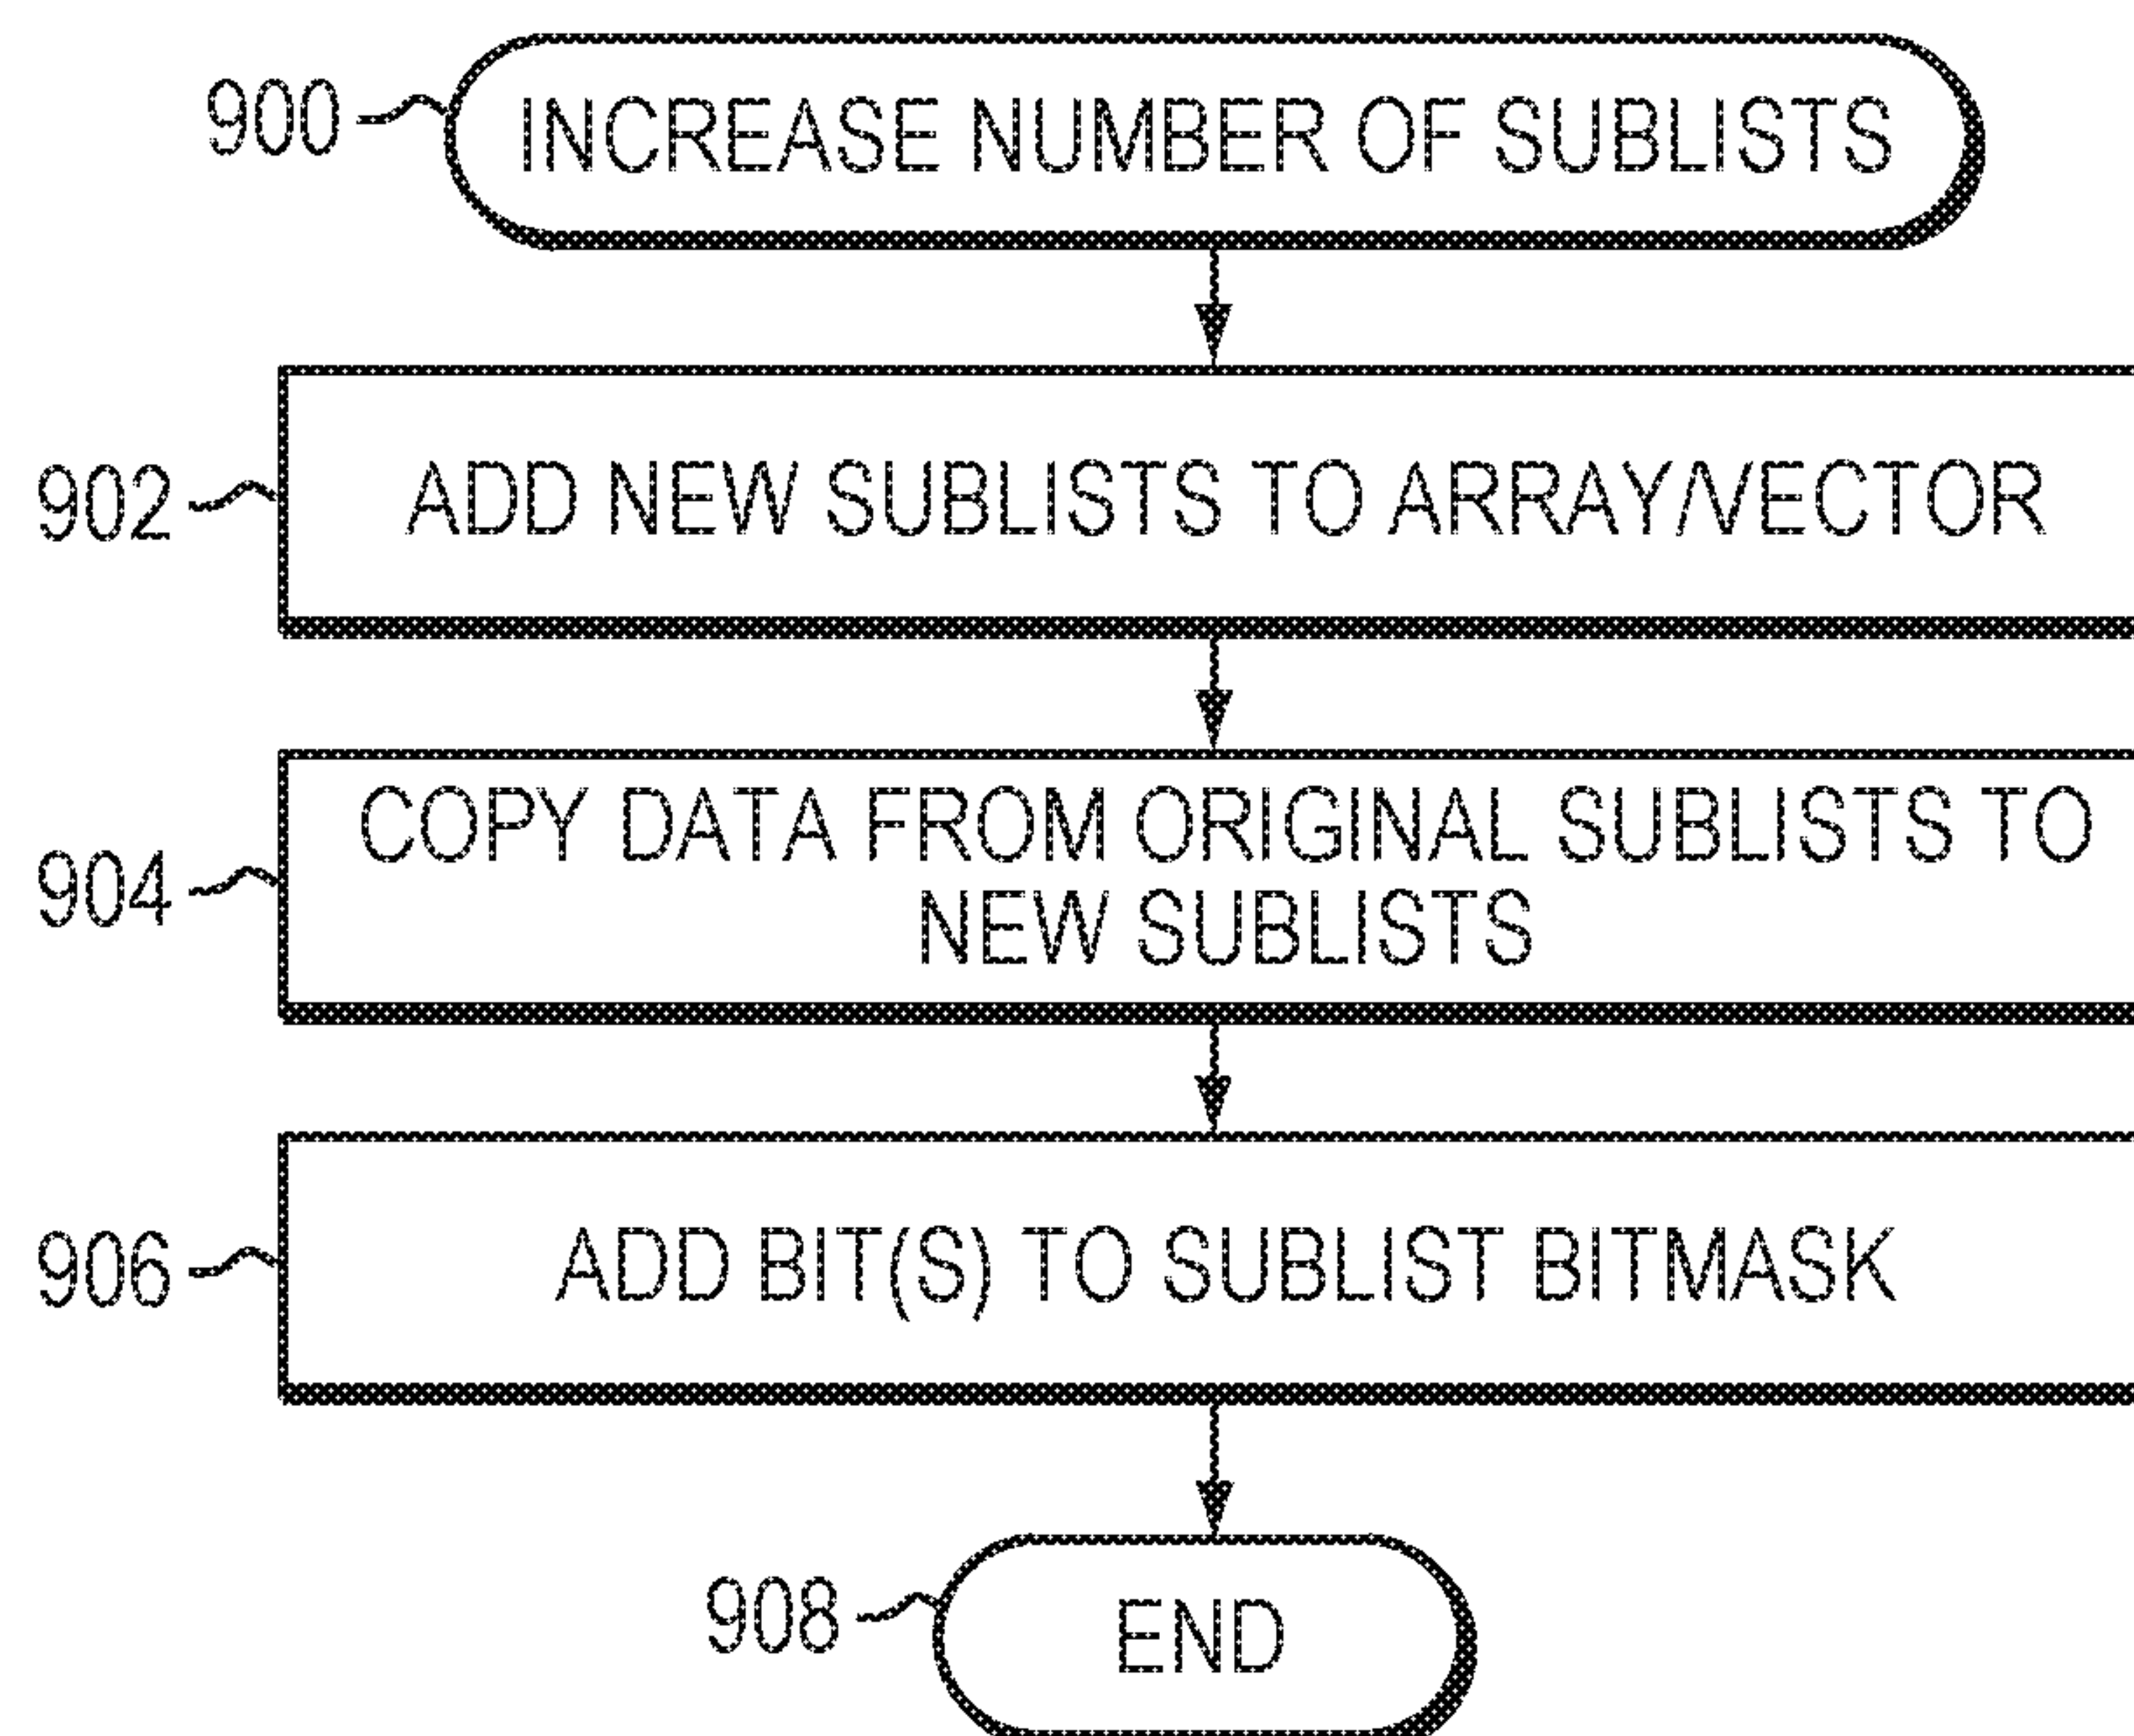 900 INCREASE NUMBER OF SUBLISTS
902 ADD NEW SUBLISTS TO ARRAY/VECTOR
904 COPY DATA FROM ORIGINAL SUBLISTS TO
NEW SUBLISTS
906 ADD BIT(S) TO SUBLIST BITMASK
908 END